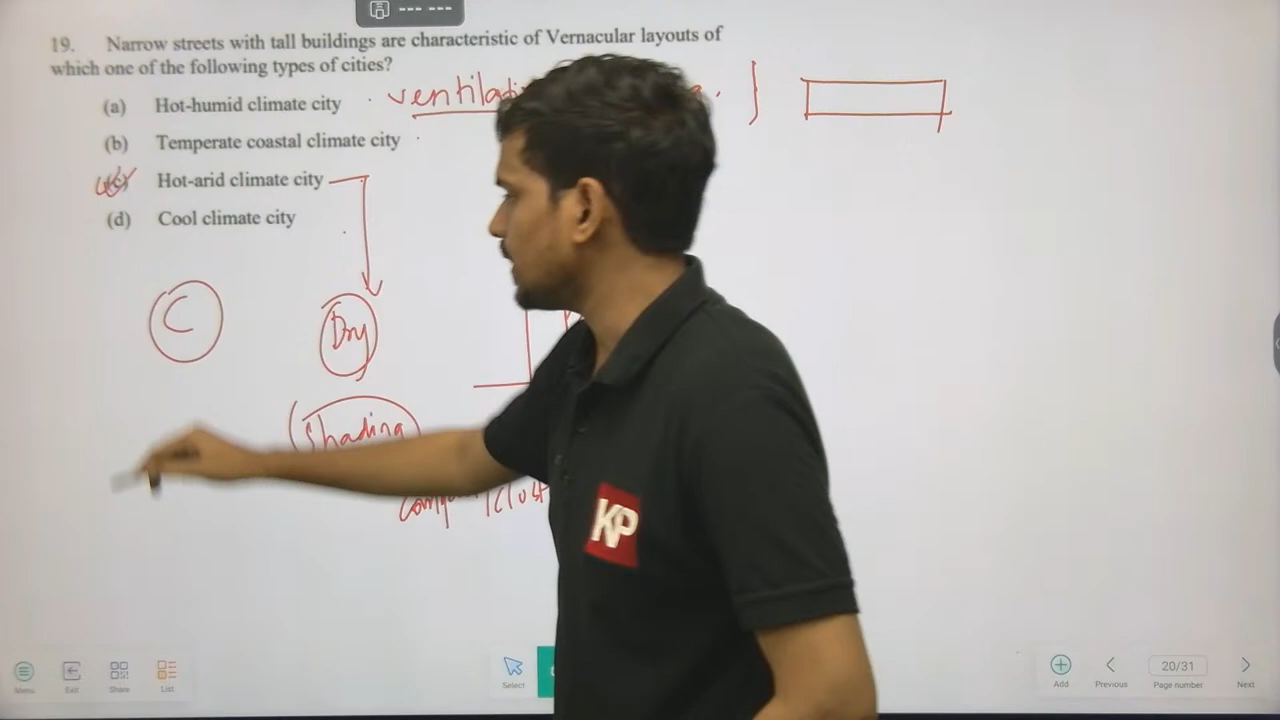 19. Narrow streets with tall buildings are characteristic of Vernacular layouts of
which one of the following types of cities?
(a) Hot-humid climate city
(b) Temperate coastal climate city
(c) Hot-arid climate city
(d) Cool climate city
C
Dry
Shading
KP
Menu Exit Share List Select Add Previous 20/31 Page number Next